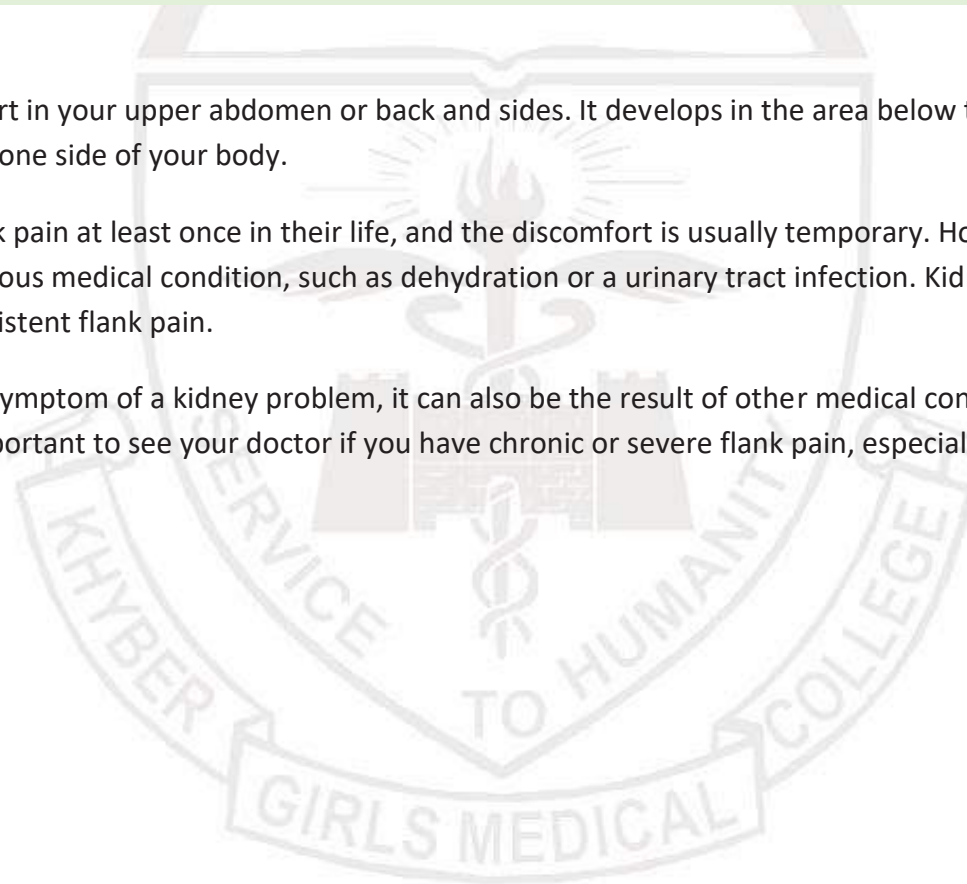 rt in your upper abdomen or back and sides. It develops in the area below t
one side of your body.
k pain at least once in their life, and the discomfort is usually temporary. Ho
ous medical condition, such as dehydration or a urinary tract infection. Kid
istent flank pain.
ymptom of a kidney problem, it can also be the result of other medical con
portant to see your doctor if you have chronic or severe flank pain, especial
SERVICE TO HUMANITY
KHYBER GIRLS MEDICAL COLLEGE